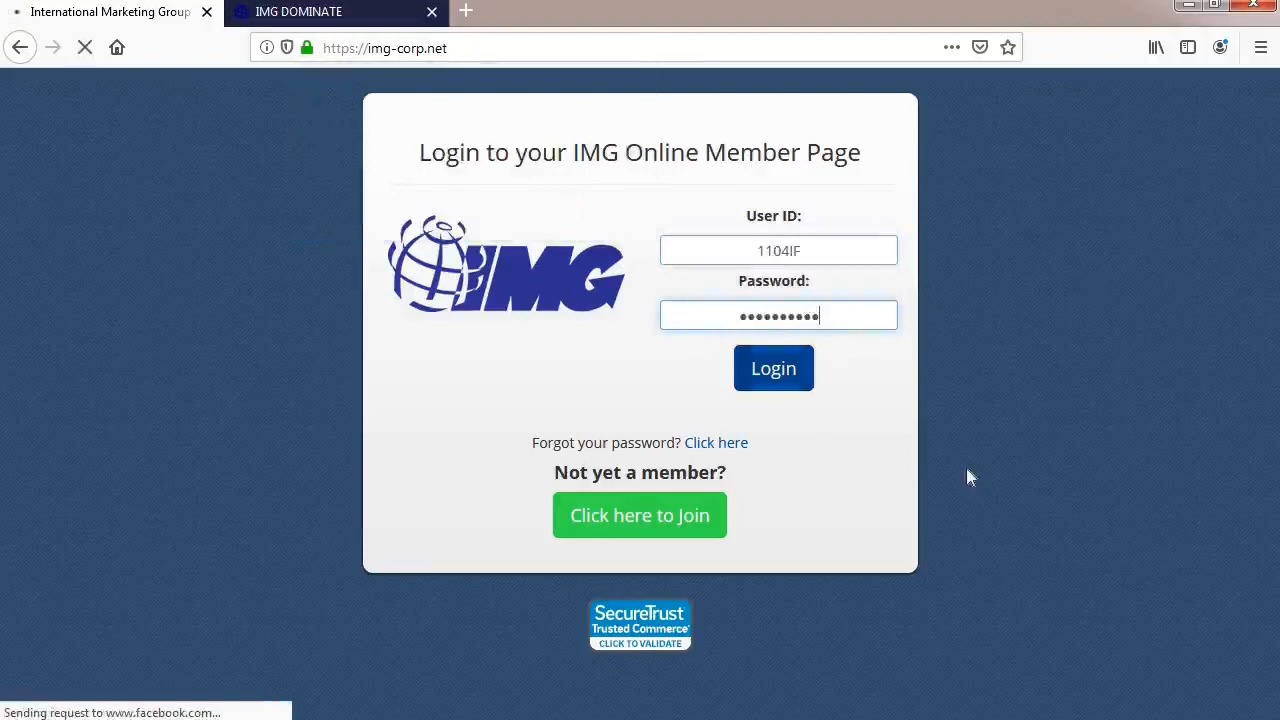 International Marketing Group
IMG DOMINATE
https://img-corp.net
Login to your IMG Online Member Page
IMG
User ID:
1104IF
Password:
••••••••••
Login
Forgot your password? Click here
Not yet a member?
Click here to Join
SecureTrust
Trusted Commerce
CLICK TO VALIDATE
Sending request to www.facebook.com...